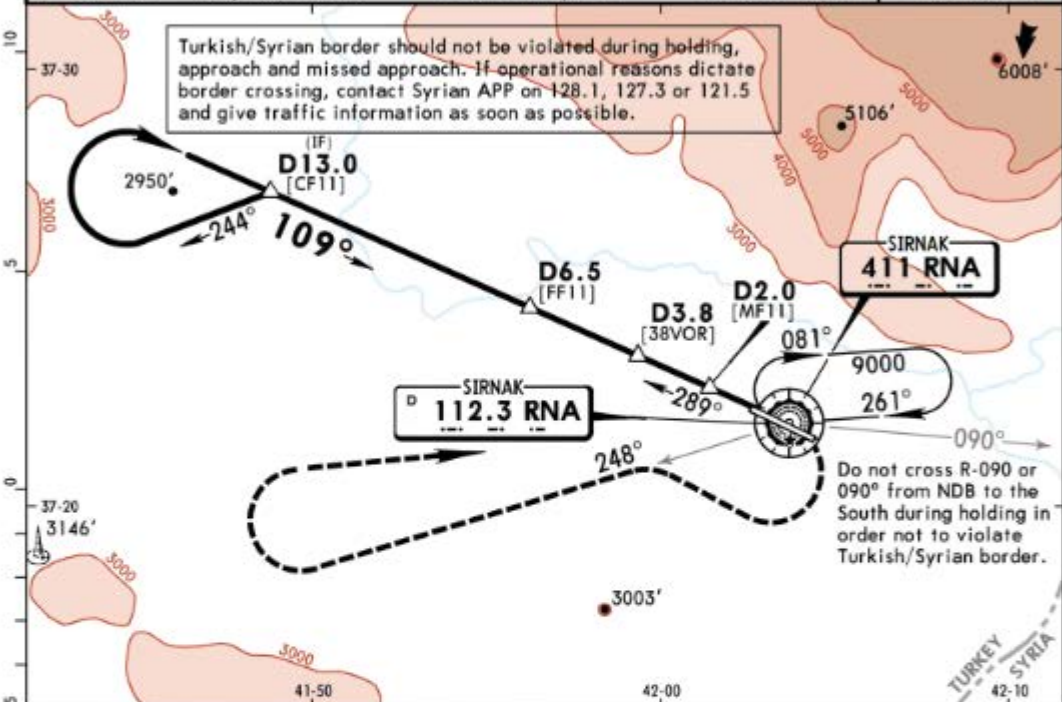 3000
10
37-30
Turkish/Syrian border should not be violated during holding,
approach and missed approach. If operational reasons dictate
border crossing, contact Syrian APP on 128.1, 127.3 or 121.5
and give traffic information as soon as possible.
6008'
5000
5106'
5000
4000
(IF)
D13.0
[CF11]
2950'
3000
244°
109°
3000
5
SIRNAK
411 RNA
D6.5
[FF11]
D2.0
[MF11]
D3.8
[38VOR]
081°
9000
261°
289°
SIRNAK
D 112.3 RNA
090°
248°
Do not cross R-090 or
090° from NDB to the
South during holding in
order not to violate
Turkish/Syrian border.
0
37-20
3146'
3000
3003'
3000
TURKEY
SYRIA
41-50
42-00
42-10
5